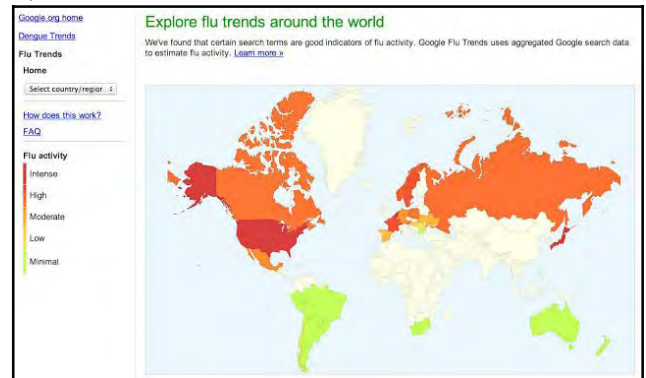 Google.org home
Dengue Trends
Flu Trends
Home
Select country/region
How does this work?
FAQ
Flu activity
Intense
High
Moderate
Low
Minimal
Explore flu trends around the world
We've found that certain search terms are good indicators of flu activity. Google Flu Trends uses aggregated Google search data
to estimate flu activity. Learn more »